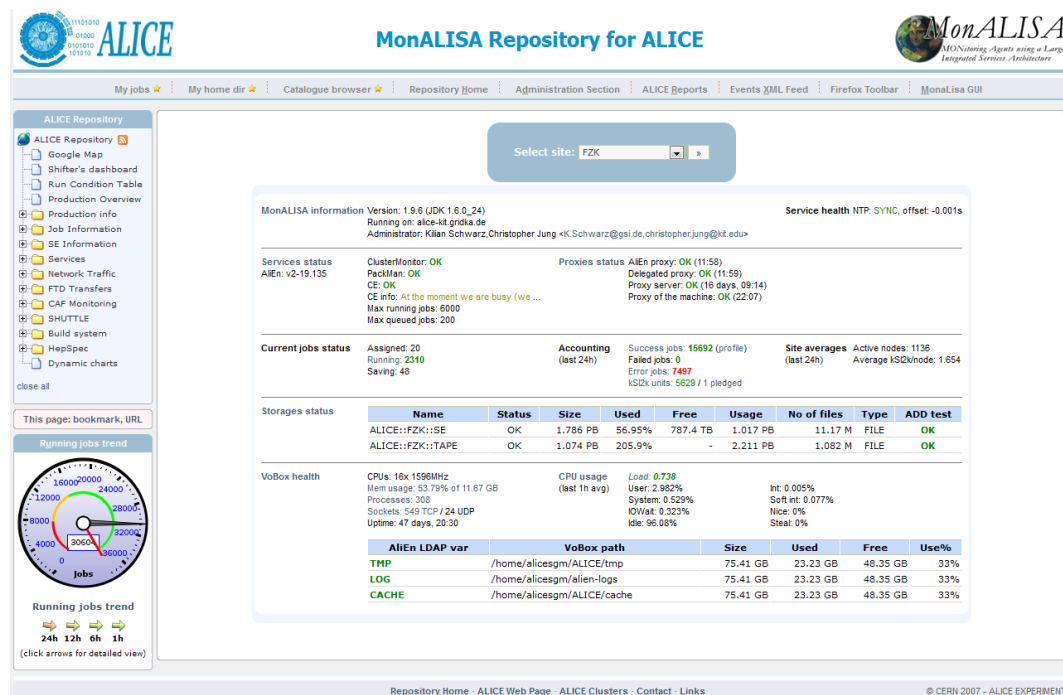 11101010
01000
0101010
101010
ALICE
MonALISA Repository for ALICE
MonALISA
MONitoring Agents using a Large
Integrated Services Architecture
My jobs
My home dir
Catalogue browser
Repository Home
Administration Section
ALICE Reports
Events XML Feed
Firefox Toolbar
MonaLisa GUI
ALICE Repository
ALICE Repository
Google Map
Shifter's dashboard
Run Condition Table
Production Overview
Production info
Job Information
SE Information
Services
Network Traffic
FTD Transfers
CAF Monitoring
SHUTTLE
Build system
HepSpec
Dynamic charts
close all
This page: bookmark, URL
Running jobs trend
0
4000
8000
12000
16000
20000
24000
28000
32000
36000
30604
Jobs
Running jobs trend
24h 12h 6h 1h
(click arrows for detailed view)
Select site: FZK »
MonALISA information Version: 1.9.6 (JDK 1.6.0_24)
Running on: alice-kit.gridka.de
Administrator: Kilian Schwarz,Christopher Jung <K.Schwarz@gsi.de,christopher.jung@kit.edu>
Service health NTP: SYNC, offset: -0.001s
Services status
AliEn: v2-19.135
ClusterMonitor: OK
PackMan: OK
CE: OK
CE info: At the moment we are busy (we ...
Max running jobs: 6000
Max queued jobs: 200
Proxies status AliEn proxy: OK (11:58)
Delegated proxy: OK (11:59)
Proxy server: OK (16 days, 09:14)
Proxy of the machine: OK (22:07)
Current jobs status
Assigned: 20
Running: 2310
Saving: 48
Accounting
(last 24h)
Success jobs: 15692 (profile)
Failed jobs: 0
Error jobs: 7497
kSI2k units: 5629 / 1 pledged
Site averages
(last 24h)
Active nodes: 1136
Average kSI2k/node: 1.654
Storages status
Name Status Size Used Free Usage No of files Type ADD test
ALICE::FZK::SE OK 1.786 PB 56.95% 787.4 TB 1.017 PB 11.17 M FILE OK
ALICE::FZK::TAPE OK 1.074 PB 205.9% - 2.211 PB 1.082 M FILE OK
VoBox health
CPUs: 16x 1596MHz
Mem usage: 53.79% of 11.67 GB
Processes: 308
Sockets: 549 TCP / 24 UDP
Uptime: 47 days, 20:30
CPU usage
(last 1h avg)
Load: 0.738
User: 2.982%
System: 0.529%
IOWait: 0.323%
Idle: 96.08%
Int: 0.005%
Soft int: 0.077%
Nice: 0%
Steal: 0%
AliEn LDAP var VoBox path Size Used Free Use%
TMP /home/alicesgm/ALICE/tmp 75.41 GB 23.23 GB 48.35 GB 33%
LOG /home/alicesgm/alien-logs 75.41 GB 23.23 GB 48.35 GB 33%
CACHE /home/alicesgm/ALICE/cache 75.41 GB 23.23 GB 48.35 GB 33%
Repository Home - ALICE Web Page - ALICE Clusters - Contact - Links
© CERN 2007 - ALICE EXPERIMENT